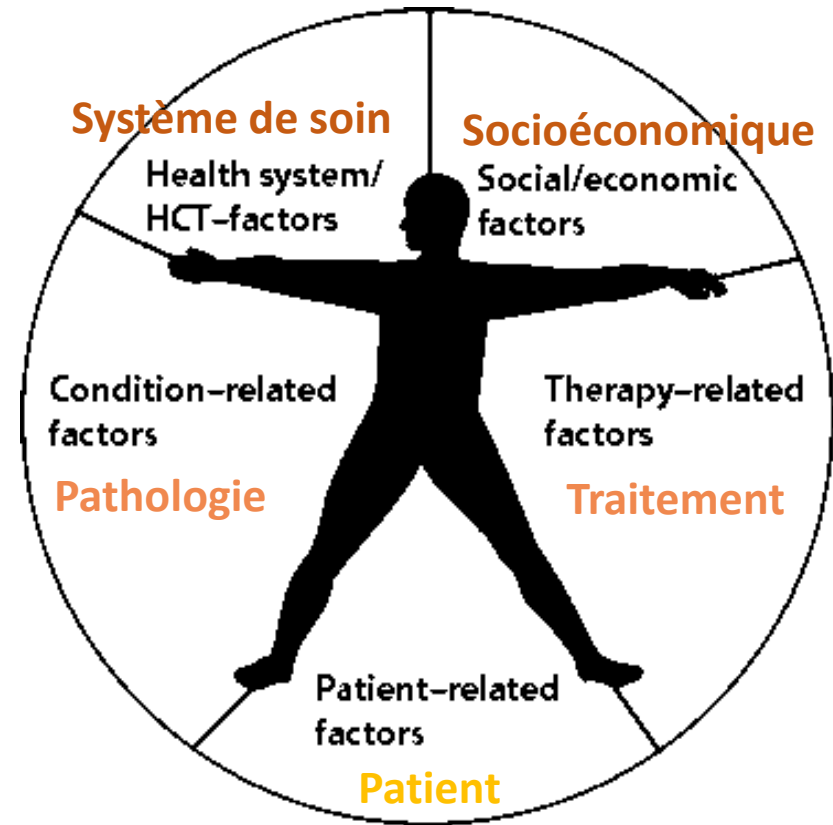 Système de soin
Health system/
HCT–factors
Socioéconomique
Social/economic
factors
Condition–related
factors
Pathologie
Therapy–related
factors
Traitement
Patient–related
factors
Patient